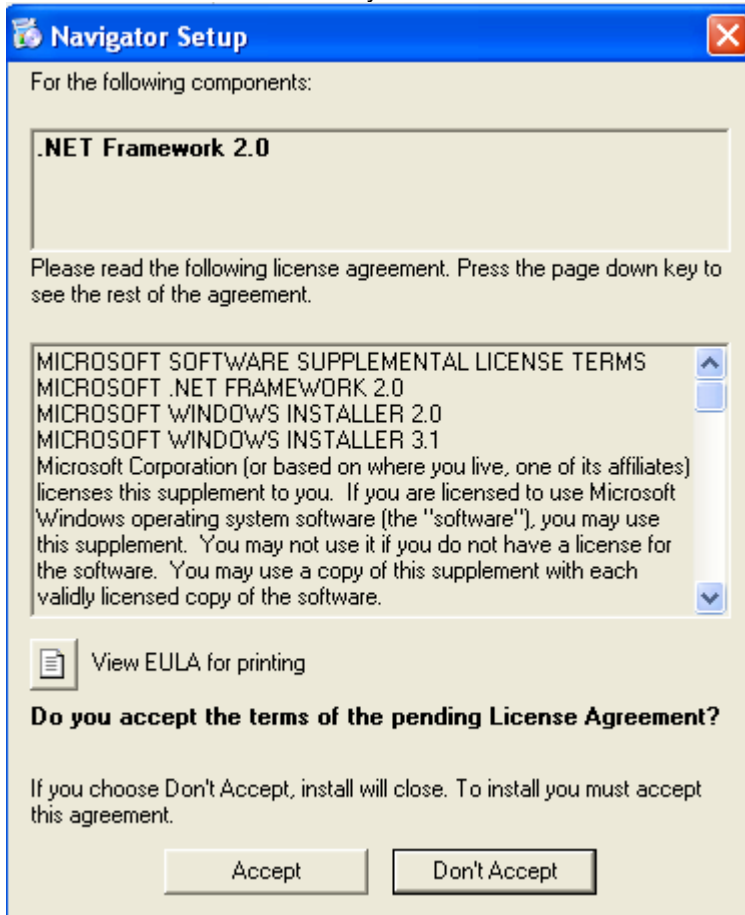 Navigator Setup
For the following components:
.NET Framework 2.0
Please read the following license agreement. Press the page down key to
see the rest of the agreement.
MICROSOFT SOFTWARE SUPPLEMENTAL LICENSE TERMS
MICROSOFT .NET FRAMEWORK 2.0
MICROSOFT WINDOWS INSTALLER 2.0
MICROSOFT WINDOWS INSTALLER 3.1
Microsoft Corporation (or based on where you live, one of its affiliates)
licenses this supplement to you.  If you are licensed to use Microsoft
Windows operating system software (the "software"), you may use
this supplement.  You may not use it if you do not have a license for
the software.  You may use a copy of this supplement with each
validly licensed copy of the software.
View EULA for printing
Do you accept the terms of the pending License Agreement?
If you choose Don't Accept, install will close. To install you must accept
this agreement.
Accept
Don't Accept